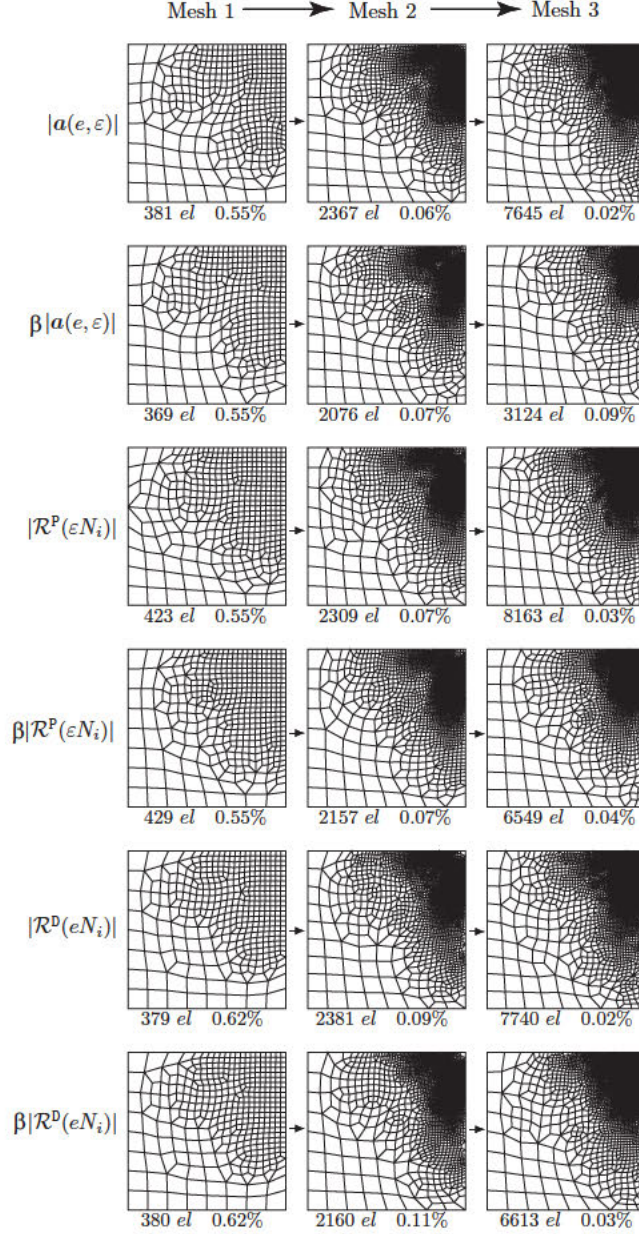 Mesh 1 Mesh 2 Mesh 3
|a(e, ε)|
381 el 0.55% 2367 el 0.06% 7645 el 0.02%
β|a(e, ε)|
369 el 0.55% 2076 el 0.07% 3124 el 0.09%
|ℛᴾ(εNᵢ)|
423 el 0.55% 2309 el 0.07% 8163 el 0.03%
β|ℛᴾ(εNᵢ)|
429 el 0.55% 2157 el 0.07% 6549 el 0.04%
|ℛᴰ(eNᵢ)|
379 el 0.62% 2381 el 0.09% 7740 el 0.02%
β|ℛᴰ(eNᵢ)|
380 el 0.62% 2160 el 0.11% 6613 el 0.03%